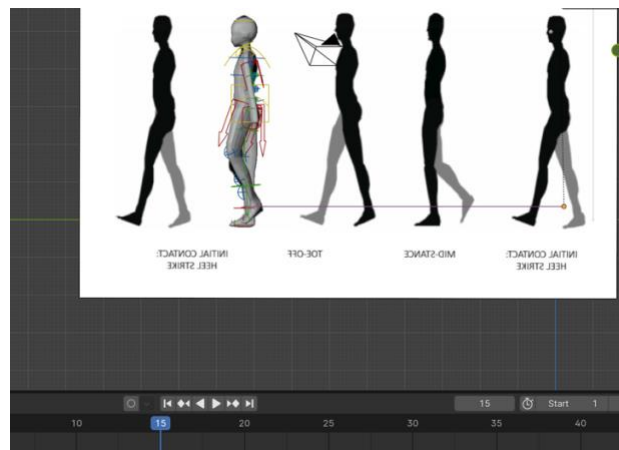 INITIAL CONTACT:
HEEL STRIKE
TOE-OFF
MID-STANCE
INITIAL CONTACT:
HEEL STRIKE
15
Start
1
10
15
20
25
30
35
40